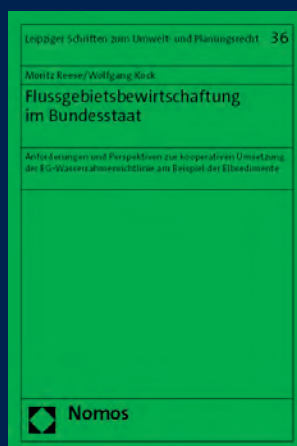 Leipziger Schriften zum Umwelt- und Planungsrecht 36
Moritz Reese/Wolfgang Köck
Flussgebietsbewirtschaftung
im Bundesstaat
Anforderungen und Perspektiven zur kooperativen Umsetzung
der EG-Wasserrahmenrichtlinie am Beispiel der Elbsedimente
Nomos